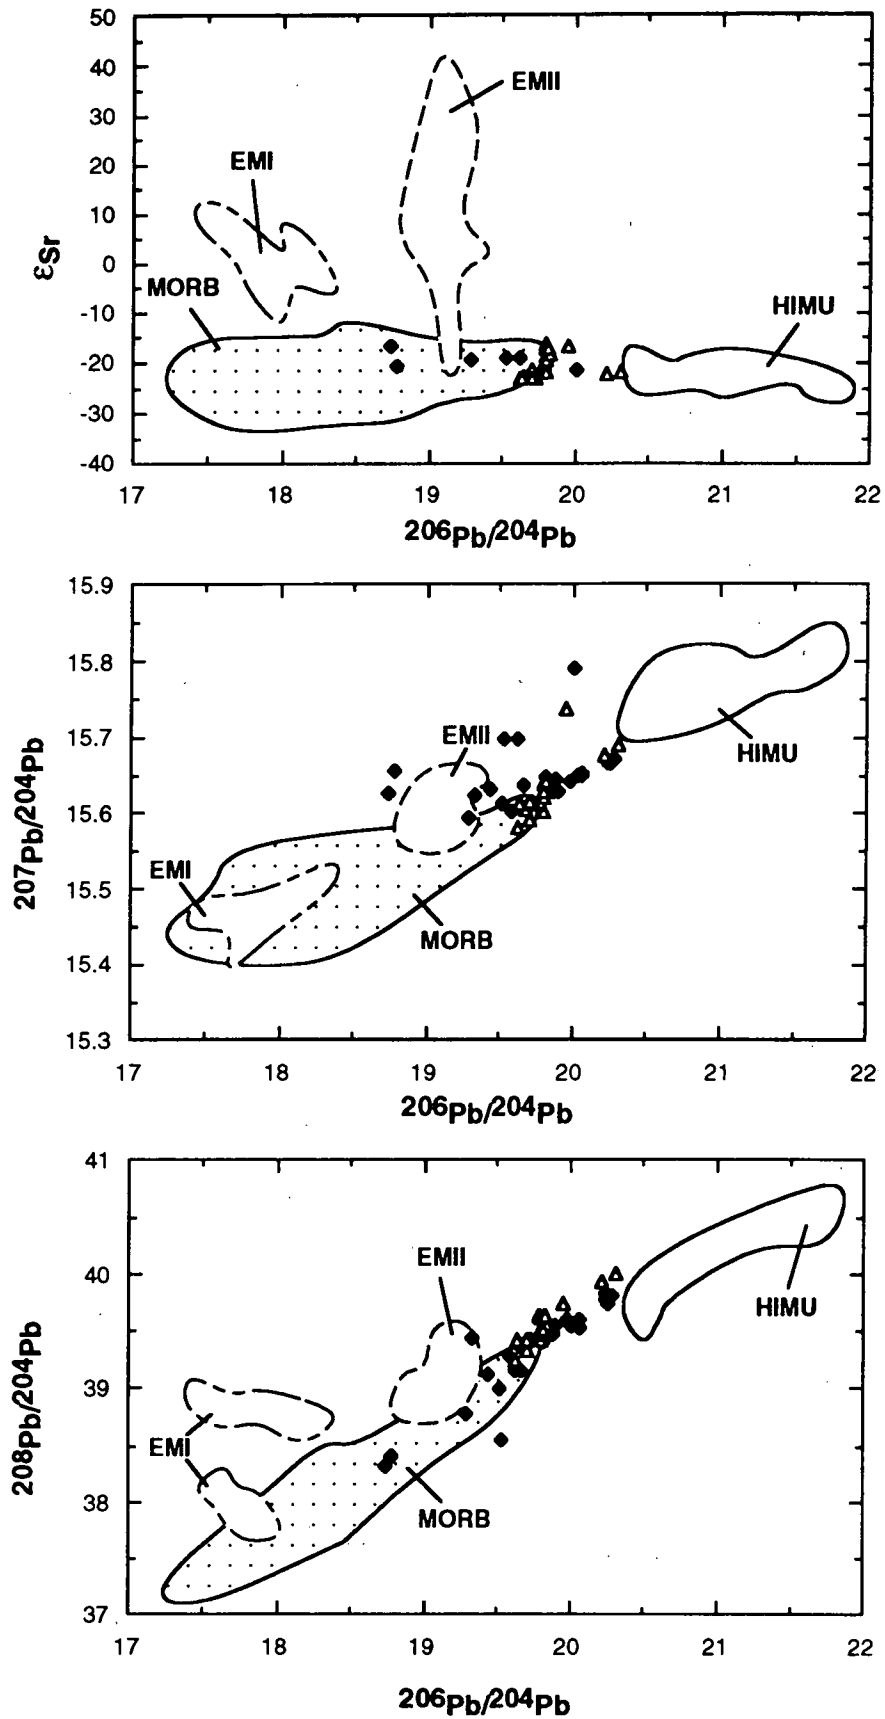 50
40
30
20
10
0
-10
-20
-30
-40
εSr
EMII
EMI
MORB
HIMU
17 18 19 20 21 22
206Pb/204Pb
15.9
15.8
15.7
15.6
15.5
15.4
15.3
207Pb/204Pb
EMII
HIMU
EMI
MORB
17 18 19 20 21 22
206Pb/204Pb
41
40
39
38
37
208Pb/204Pb
EMII
HIMU
EMI
MORB
17 18 19 20 21 22
206Pb/204Pb